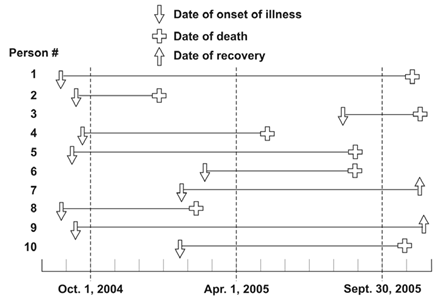 Date of onset of illness
Date of death
Date of recovery
Person #
1
2
3
4
5
6
7
8
9
10
Oct. 1, 2004 Apr. 1, 2005 Sept. 30, 2005